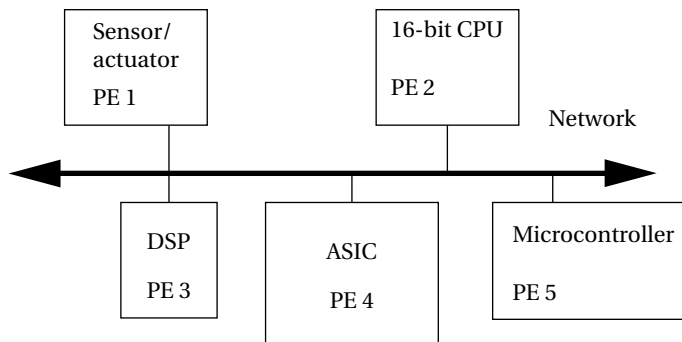 Sensor/
actuator
PE 1
16-bit CPU
PE 2
Network
DSP
PE 3
ASIC
PE 4
Microcontroller
PE 5